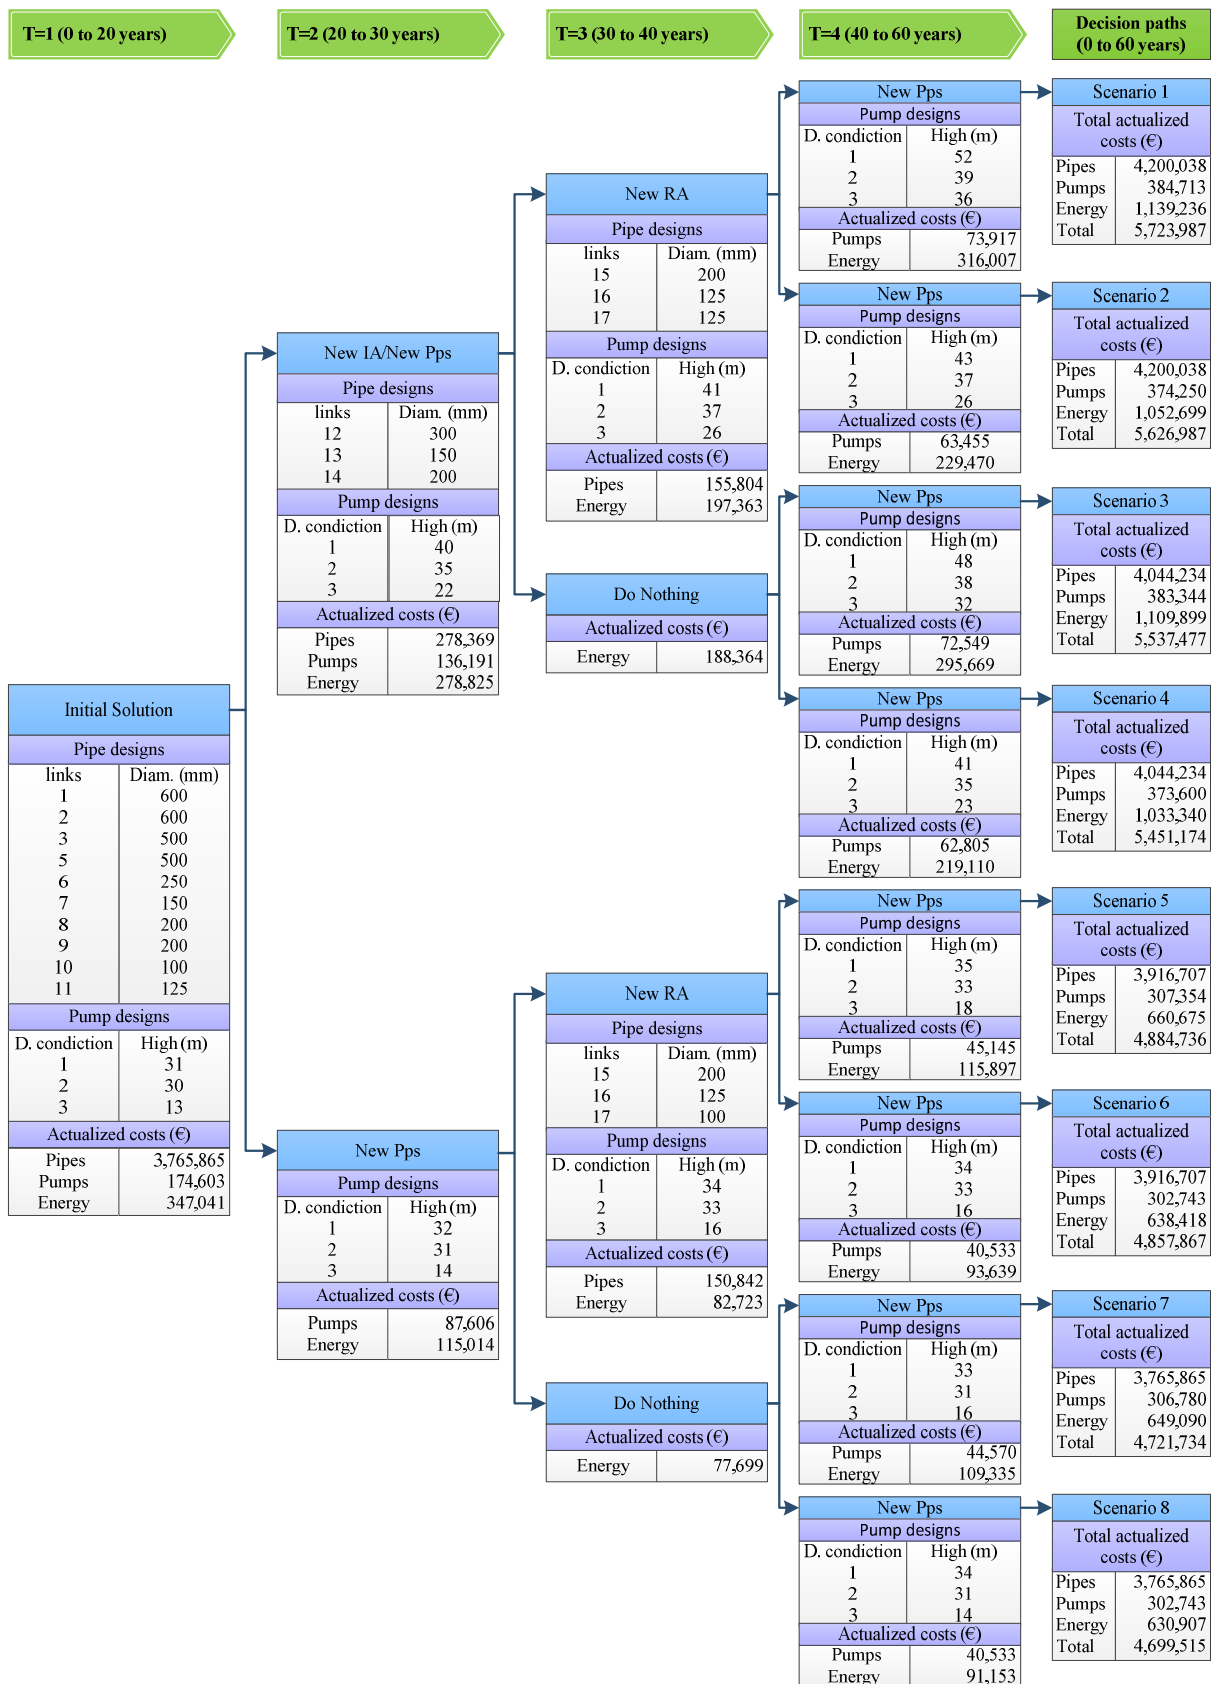 T=1 (0 to 20 years)
T=2 (20 to 30 years)
T=3 (30 to 40 years)
T=4 (40 to 60 years)
Decision paths
(0 to 60 years)
Initial Solution
Pipe designs
links Diam. (mm)
1 600
2 600
3 500
5 500
6 250
7 150
8 200
9 200
10 100
11 125
Pump designs
D. condiction High (m)
1 31
2 30
3 13
Actualized costs (€)
Pipes 3,765,865
Pumps 174,603
Energy 347,041
New IA/New Pps
Pipe designs
links Diam. (mm)
12 300
13 150
14 200
Pump designs
D. condiction High (m)
1 40
2 35
3 22
Actualized costs (€)
Pipes 278,369
Pumps 136,191
Energy 278,825
New Pps
Pump designs
D. condiction High (m)
1 32
2 31
3 14
Actualized costs (€)
Pumps 87,606
Energy 115,014
New RA
Pipe designs
links Diam. (mm)
15 200
16 125
17 125
Pump designs
D. condiction High (m)
1 41
2 37
3 26
Actualized costs (€)
Pipes 155,804
Energy 197,363
Do Nothing
Actualized costs (€)
Energy 188,364
New RA
Pipe designs
links Diam. (mm)
15 200
16 125
17 100
Pump designs
D. condiction High (m)
1 34
2 33
3 16
Actualized costs (€)
Pipes 150,842
Energy 82,723
Do Nothing
Actualized costs (€)
Energy 77,699
New Pps
Pump designs
D. condiction High (m)
1 52
2 39
3 36
Actualized costs (€)
Pumps 73,917
Energy 316,007
New Pps
Pump designs
D. condiction High (m)
1 43
2 37
3 26
Actualized costs (€)
Pumps 63,455
Energy 229,470
New Pps
Pump designs
D. condiction High (m)
1 48
2 38
3 32
Actualized costs (€)
Pumps 72,549
Energy 295,669
New Pps
Pump designs
D. condiction High (m)
1 41
2 35
3 23
Actualized costs (€)
Pumps 62,805
Energy 219,110
New Pps
Pump designs
D. condiction High (m)
1 35
2 33
3 18
Actualized costs (€)
Pumps 45,145
Energy 115,897
New Pps
Pump designs
D. condiction High (m)
1 34
2 33
3 16
Actualized costs (€)
Pumps 40,533
Energy 93,639
New Pps
Pump designs
D. condiction High (m)
1 33
2 31
3 16
Actualized costs (€)
Pumps 44,570
Energy 109,335
New Pps
Pump designs
D. condiction High (m)
1 34
2 31
3 14
Actualized costs (€)
Pumps 40,533
Energy 91,153
Scenario 1
Total actualized
costs (€)
Pipes 4,200,038
Pumps 384,713
Energy 1,139,236
Total 5,723,987
Scenario 2
Total actualized
costs (€)
Pipes 4,200,038
Pumps 374,250
Energy 1,052,699
Total 5,626,987
Scenario 3
Total actualized
costs (€)
Pipes 4,044,234
Pumps 383,344
Energy 1,109,899
Total 5,537,477
Scenario 4
Total actualized
costs (€)
Pipes 4,044,234
Pumps 373,600
Energy 1,033,340
Total 5,451,174
Scenario 5
Total actualized
costs (€)
Pipes 3,916,707
Pumps 307,354
Energy 660,675
Total 4,884,736
Scenario 6
Total actualized
costs (€)
Pipes 3,916,707
Pumps 302,743
Energy 638,418
Total 4,857,867
Scenario 7
Total actualized
costs (€)
Pipes 3,765,865
Pumps 306,780
Energy 649,090
Total 4,721,734
Scenario 8
Total actualized
costs (€)
Pipes 3,765,865
Pumps 302,743
Energy 630,907
Total 4,699,515